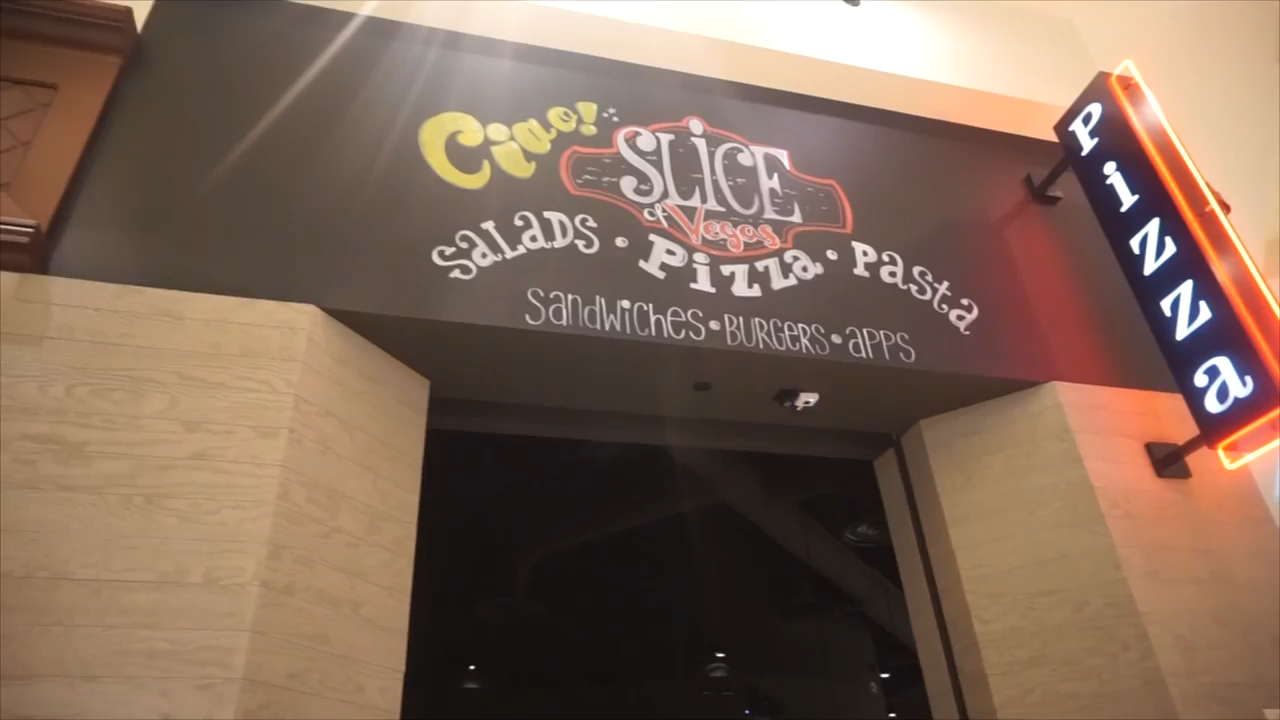 Ciao!
SLiCE
of Vegas
SaLaDS • Pizza • Pasta
SandWiChes • BURGeRS • aPPS
Pizza